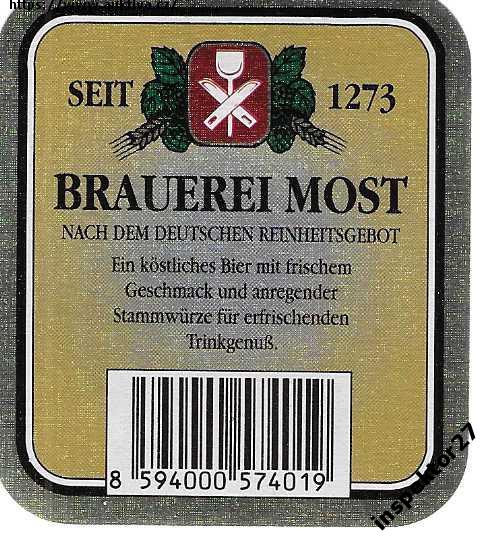 SEIT 1273
BRAUEREI MOST
NACH DEM DEUTSCHEN REINHEITSGEBOT
Ein köstliches Bier mit frischem
Geschmack und anregender
Stammwürze für erfrischenden
Trinkgenuß.
8 594000 574019
inspektor27